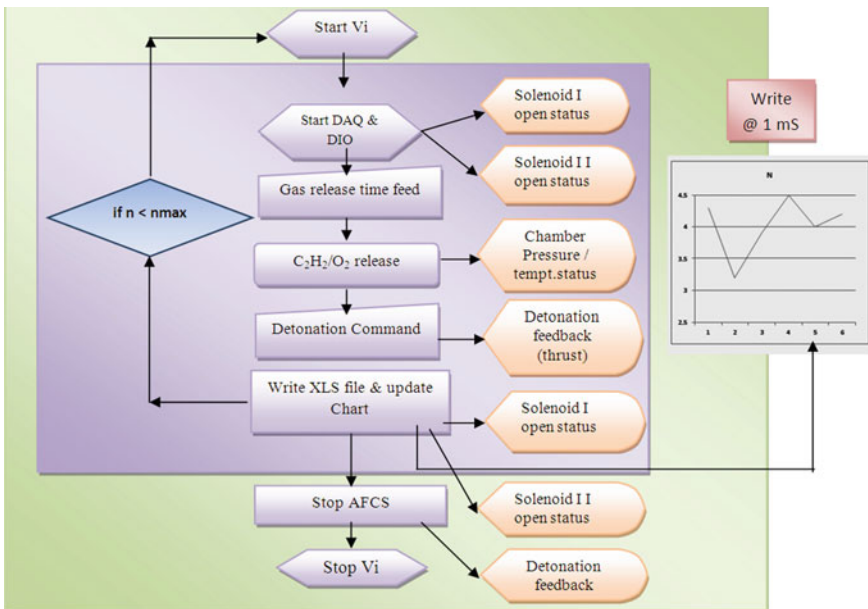 Start Vi
Start DAQ &
DIO
Solenoid I
open status
Solenoid I I
open status
Write
@ 1 mS
if n < nmax
Gas release time feed
C₂H₂/O₂ release
Chamber
Pressure /
tempt.status
Detonation Command
Detonation
feedback
(thrust)
N
4.5
4
3.5
3
2.5
1 2 3 4 5 6
Write XLS file & update
Chart
Solenoid I
open status
Stop AFCS
Solenoid I I
open status
Stop Vi
Detonation
feedback